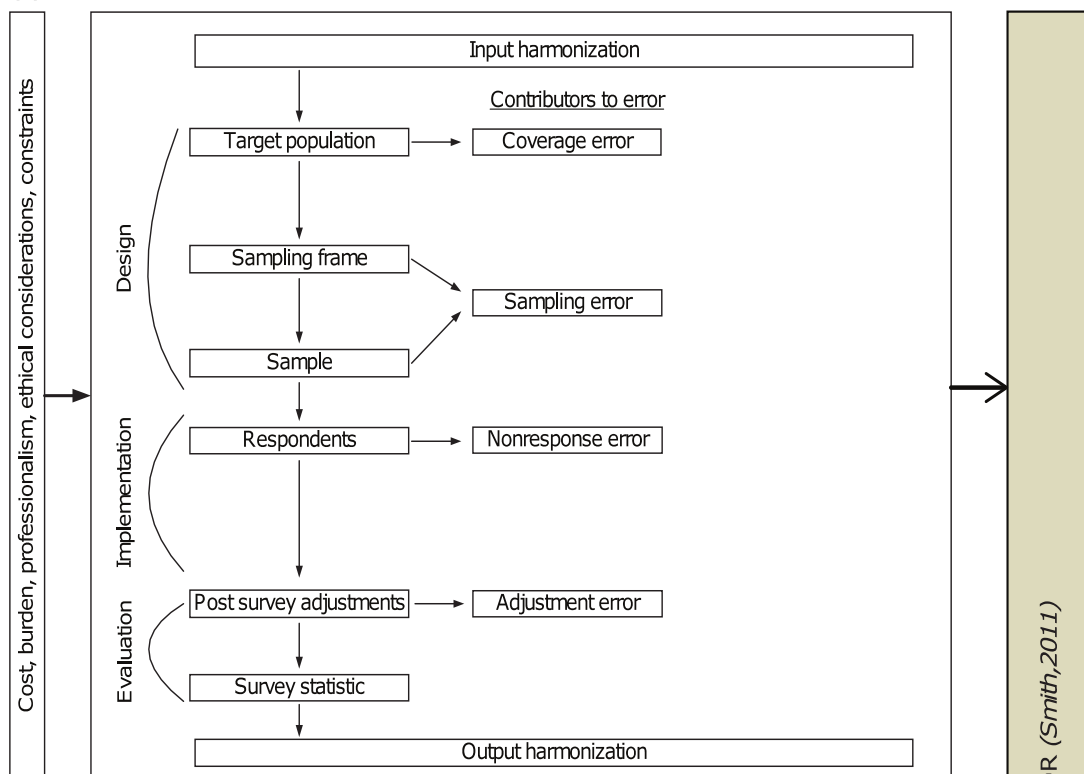 Cost, burden, professionalism, ethical considerations, constraints
Input harmonization
Contributors to error
Target population
Coverage error
Design
Sampling frame
Sampling error
Sample
Respondents
Nonresponse error
Implementation
Post survey adjustments
Adjustment error
Evaluation
Survey statistic
Output harmonization
(Smith,2011)